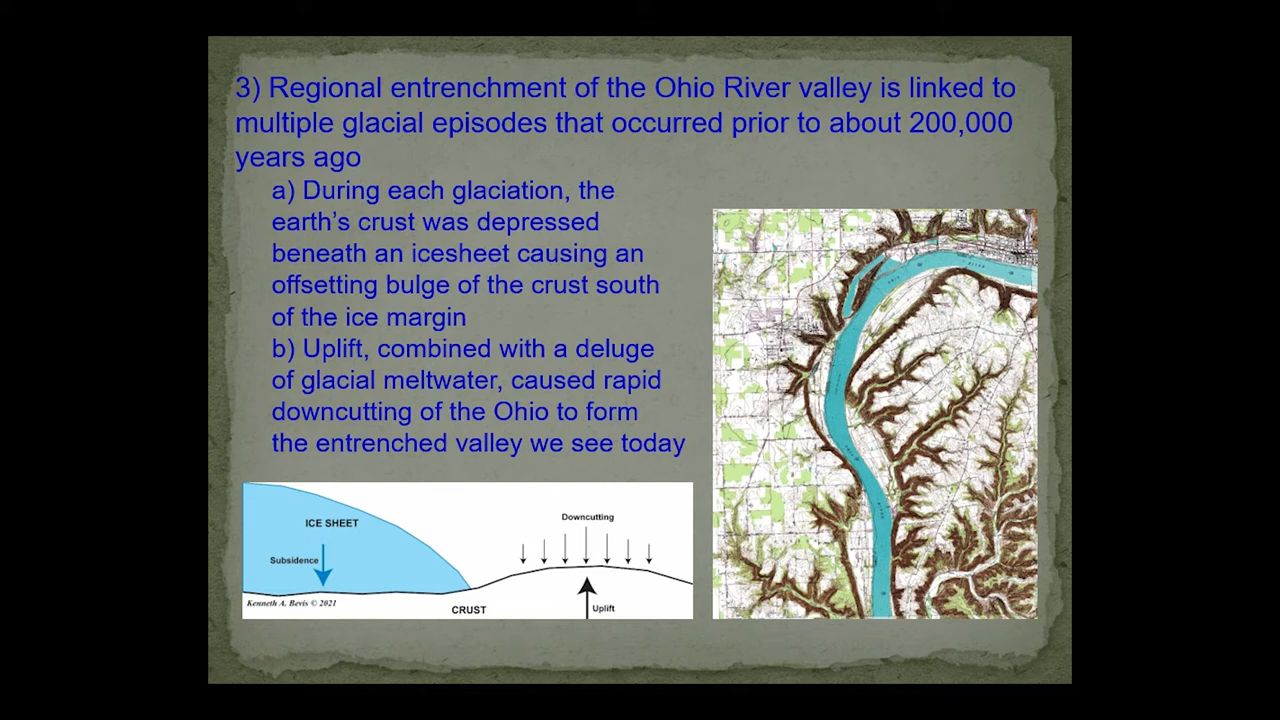 3) Regional entrenchment of the Ohio River valley is linked to
multiple glacial episodes that occurred prior to about 200,000
years ago
a) During each glaciation, the
earth's crust was depressed
beneath an icesheet causing an
offsetting bulge of the crust south
of the ice margin
b) Uplift, combined with a deluge
of glacial meltwater, caused rapid
downcutting of the Ohio to form
the entrenched valley we see today
ICE SHEET
Subsidence
Downcutting
Kenneth A. Bevis © 2021
CRUST
Uplift